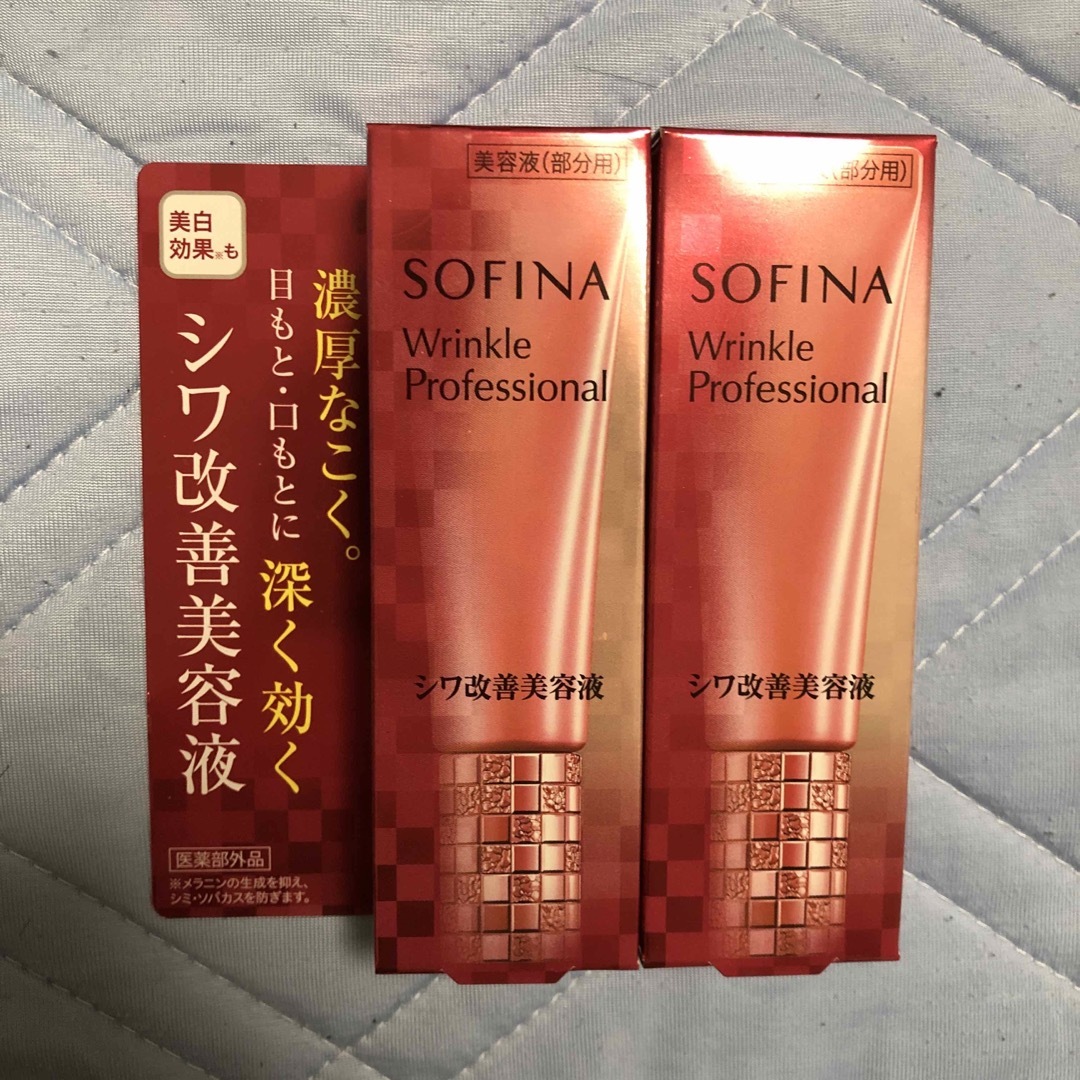 美白
効果※も
濃厚なこく。
目もと・口もとに 深く効く
シワ改善美容液
医薬部外品
※メラニンの生成を抑え、
シミ・ソバカスを防ぎます。
美容液（部分用）
SOFINA
Wrinkle
Professional
シワ改善美容液
（部分用）
SOFINA
Wrinkle
Professional
シワ改善美容液